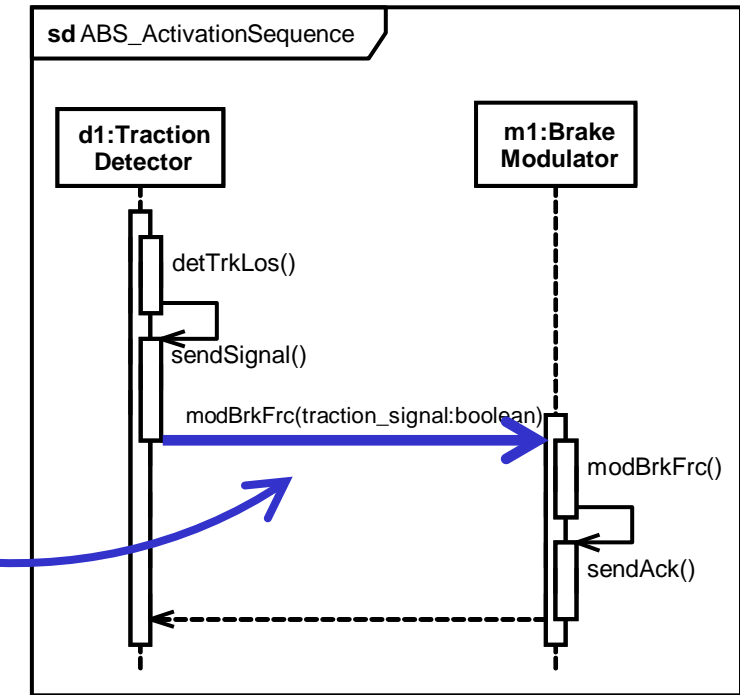 sd ABS_ActivationSequence
d1:Traction
Detector
m1:Brake
Modulator
detTrkLos()
sendSignal()
modBrkFrc(traction_signal:boolean)
modBrkFrc()
sendAck()